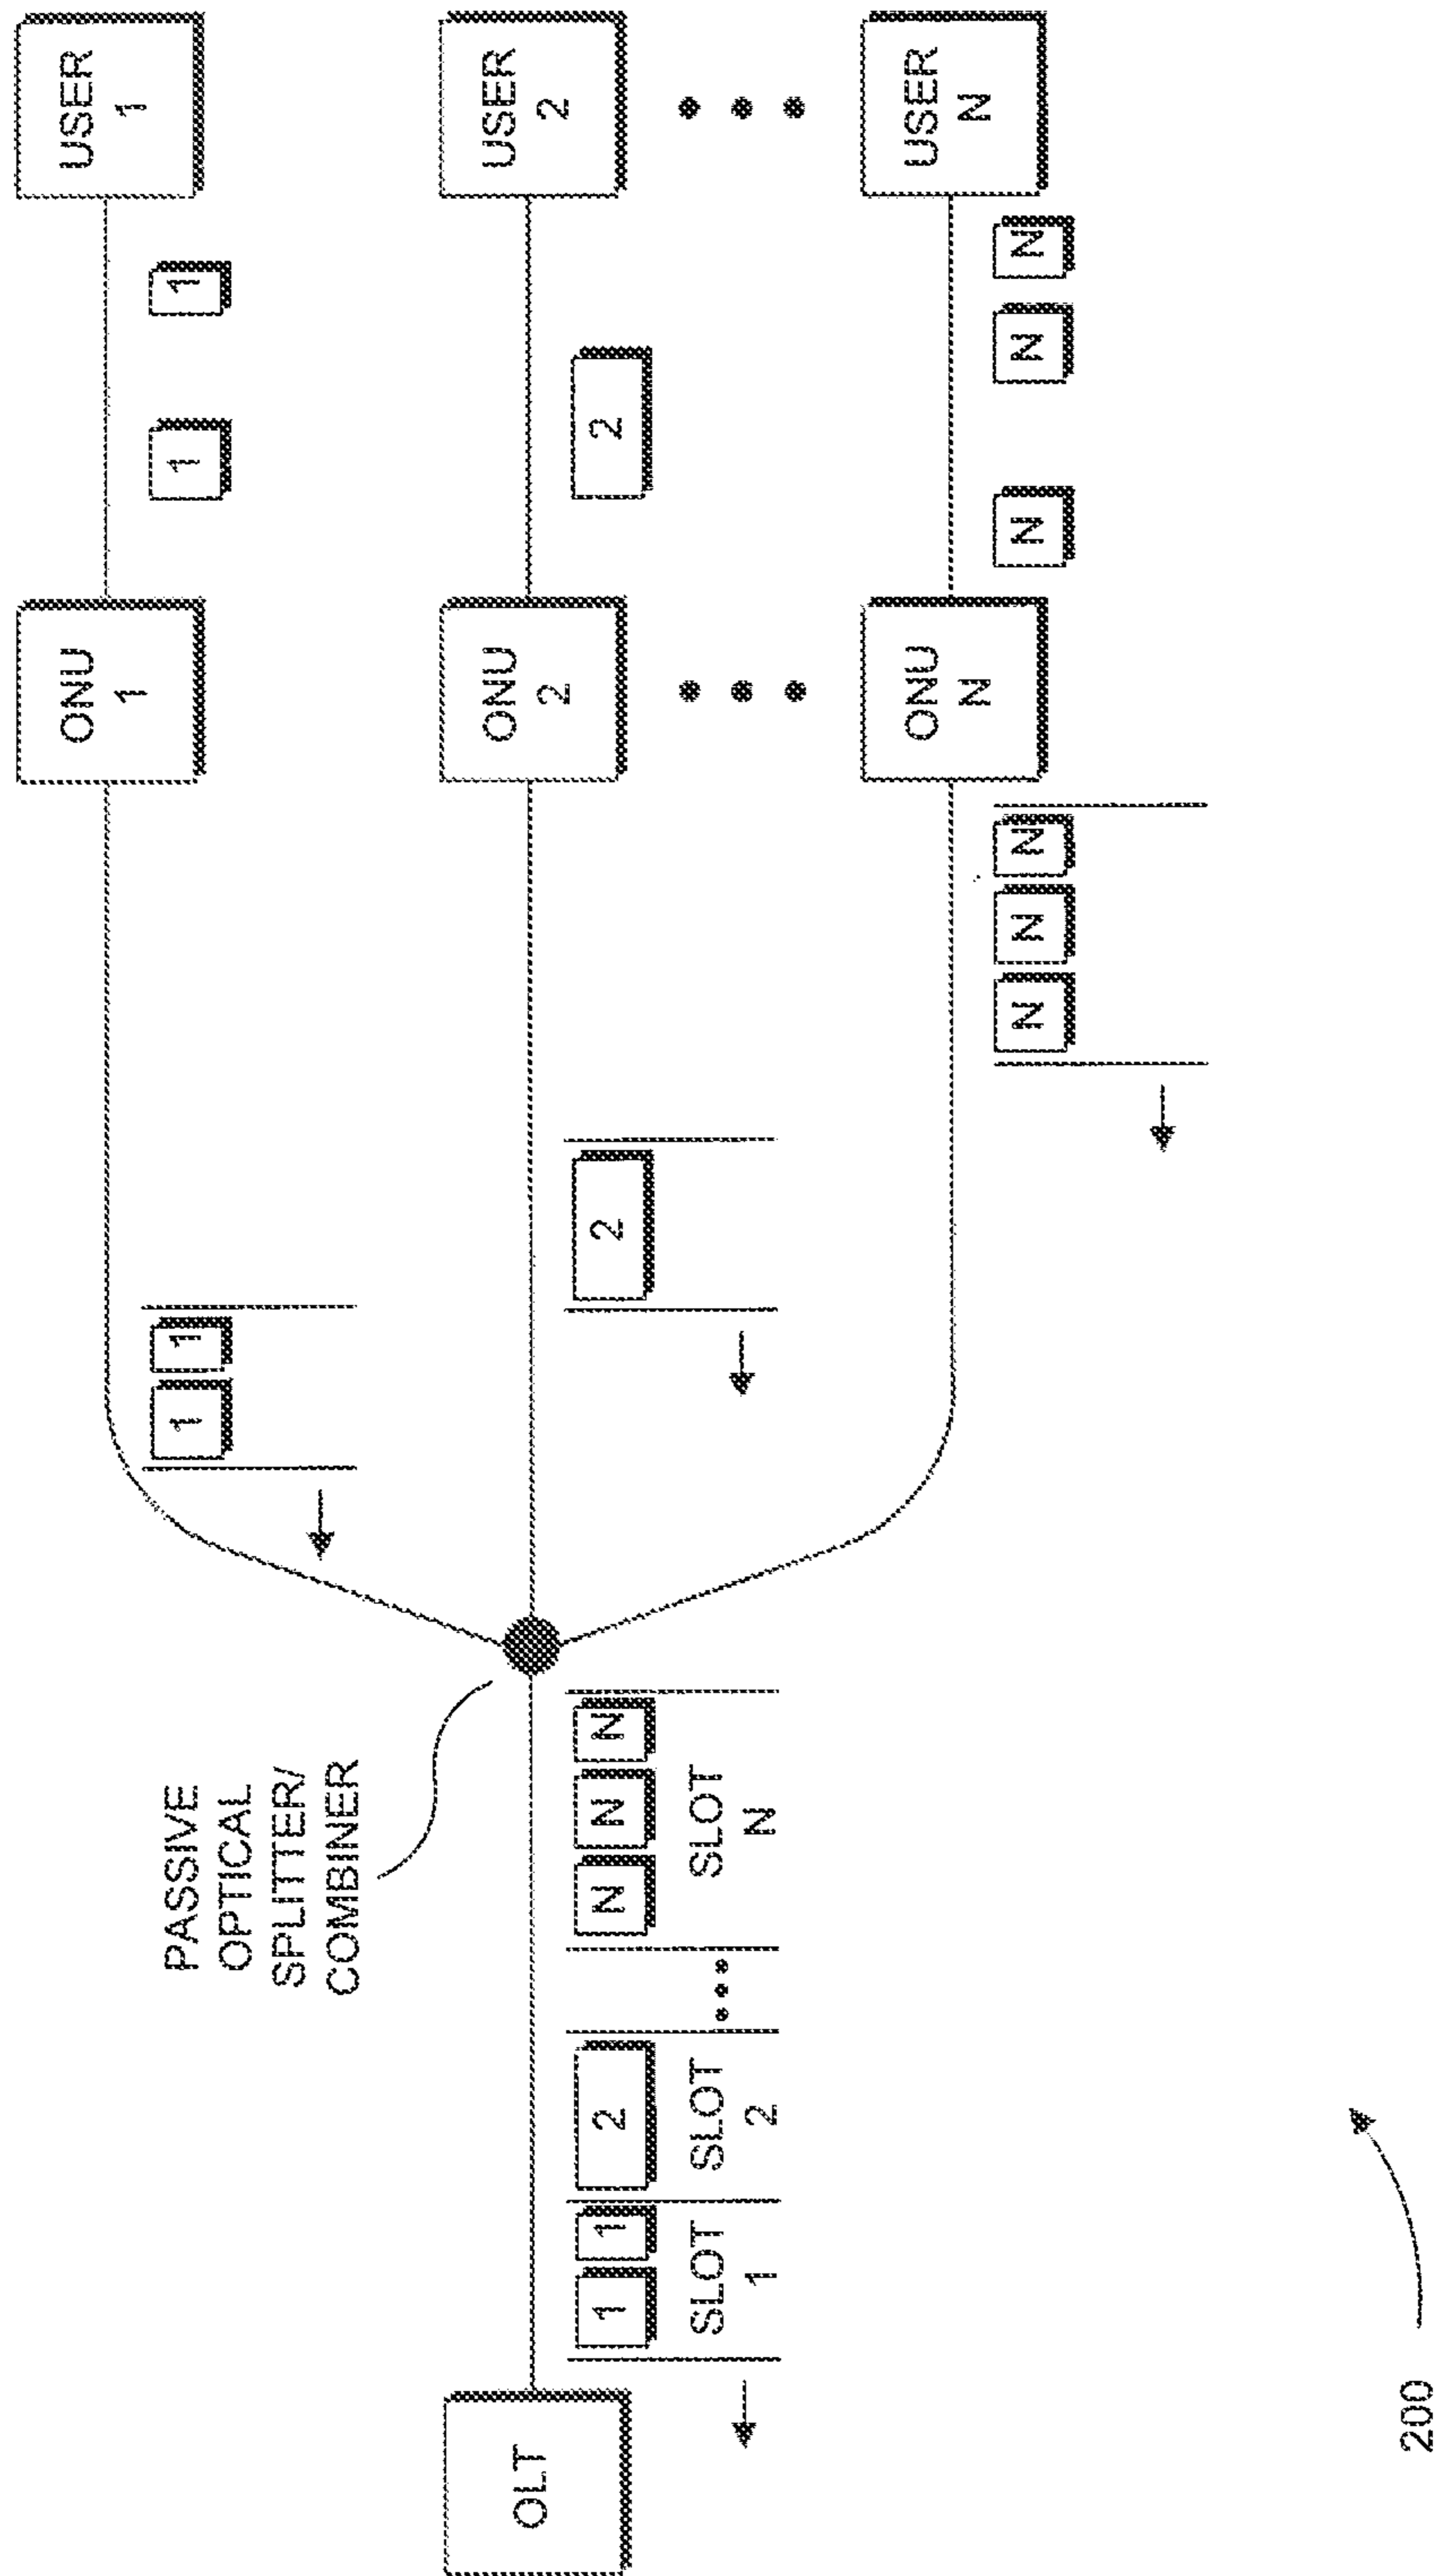 PASSIVE
OPTICAL
SPLITTER/
COMBINER
OLT
1 1
SLOT
1
2
SLOT
2
N N N
SLOT
N
1 1
ONU
1
1 1
USER
1
2
ONU
2
2
USER
2
N N N
ONU
N
N N N
USER
N
200